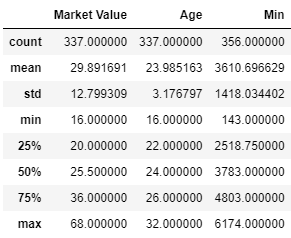 Market Value Age Min
count 337.000000 337.000000 356.000000
mean 29.891691 23.985163 3610.696629
std 12.799309 3.176797 1418.034402
min 16.000000 16.000000 143.000000
25% 20.000000 22.000000 2518.750000
50% 25.500000 24.000000 3783.000000
75% 36.000000 26.000000 4803.000000
max 68.000000 32.000000 6174.000000